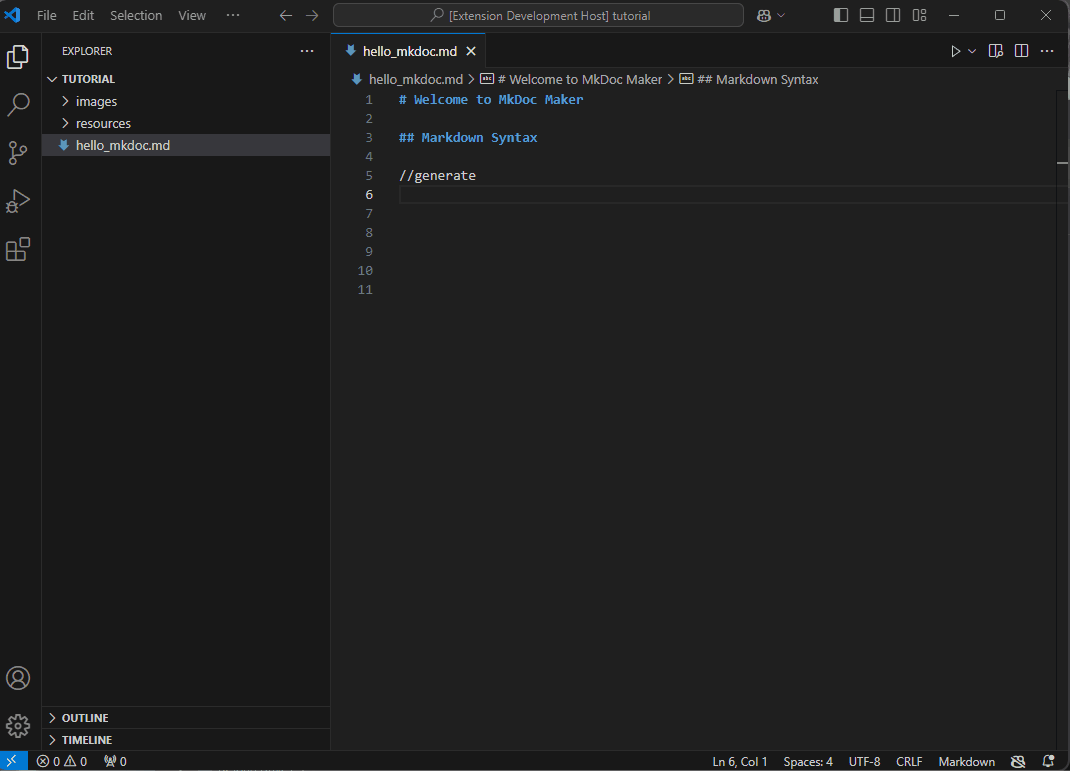 File Edit Selection View ···
[Extension Development Host] tutorial
EXPLORER ···
TUTORIAL
images
resources
hello_mkdoc.md
OUTLINE
TIMELINE
hello_mkdoc.md
hello_mkdoc.md > # Welcome to MkDoc Maker > ## Markdown Syntax
1 # Welcome to MkDoc Maker
2
3 ## Markdown Syntax
4
5 //generate
6
7
8
9
10
11
0 0 0 Ln 6, Col 1 Spaces: 4 UTF-8 CRLF Markdown